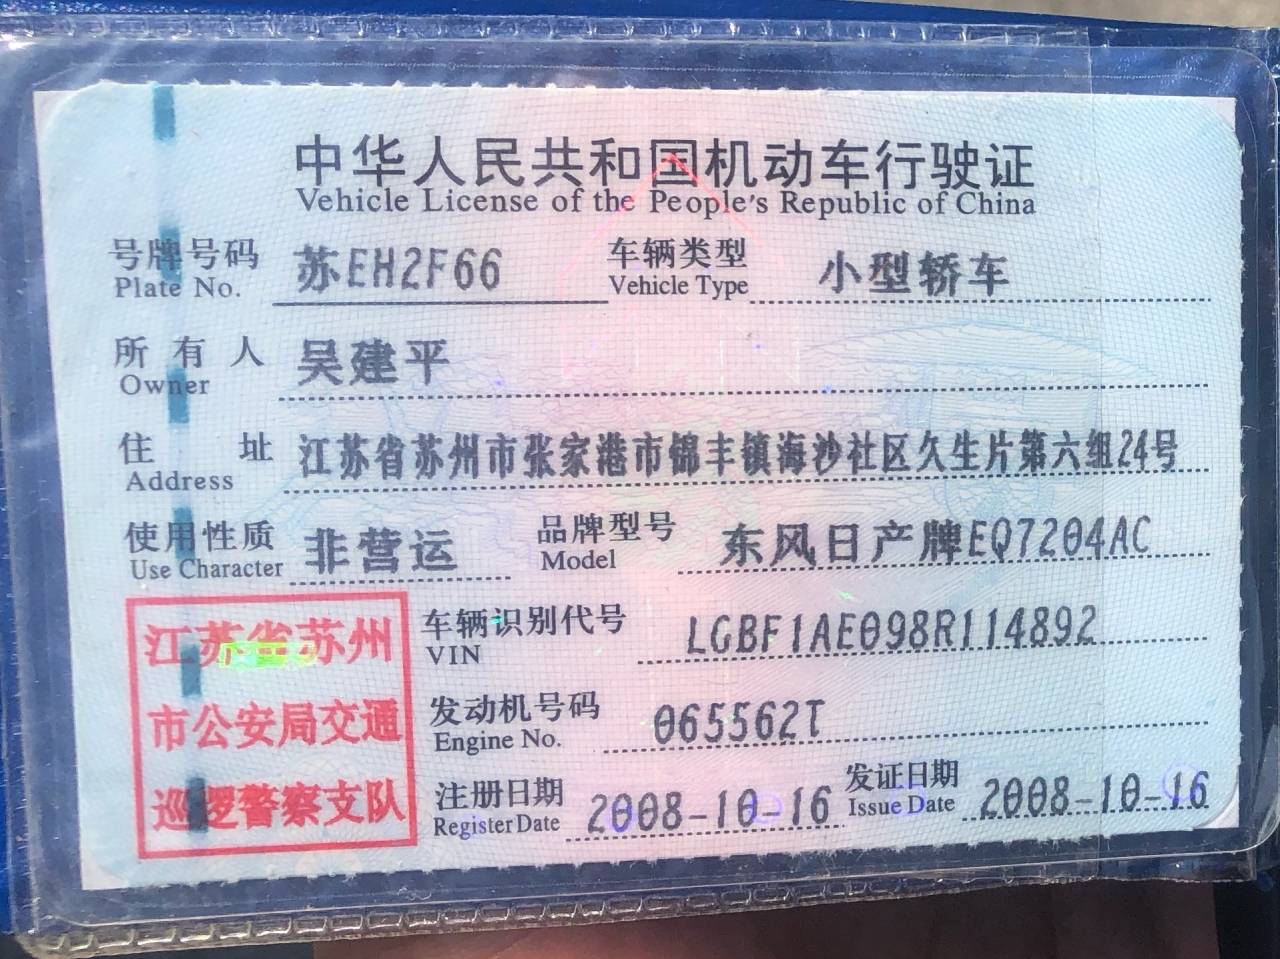 中华人民共和国机动车行驶证
Vehicle License of the People's Republic of China
号牌号码 苏EH2F66 车辆类型 小型轿车
Plate No. Vehicle Type
所有人 吴建平
Owner
住址 江苏省苏州市张家港市锦丰镇海沙社区久生片第六组24号
Address
使用性质 非营运 品牌型号 东风日产牌EQ7204AC
Use Character Model
江苏省苏州
市公安局交通
巡逻警察支队
车辆识别代号 LGBF1AE098R114892
VIN
发动机号码 065562T
Engine No.
注册日期 2008-10-16 发证日期 2008-10-16
Register Date Issue Date